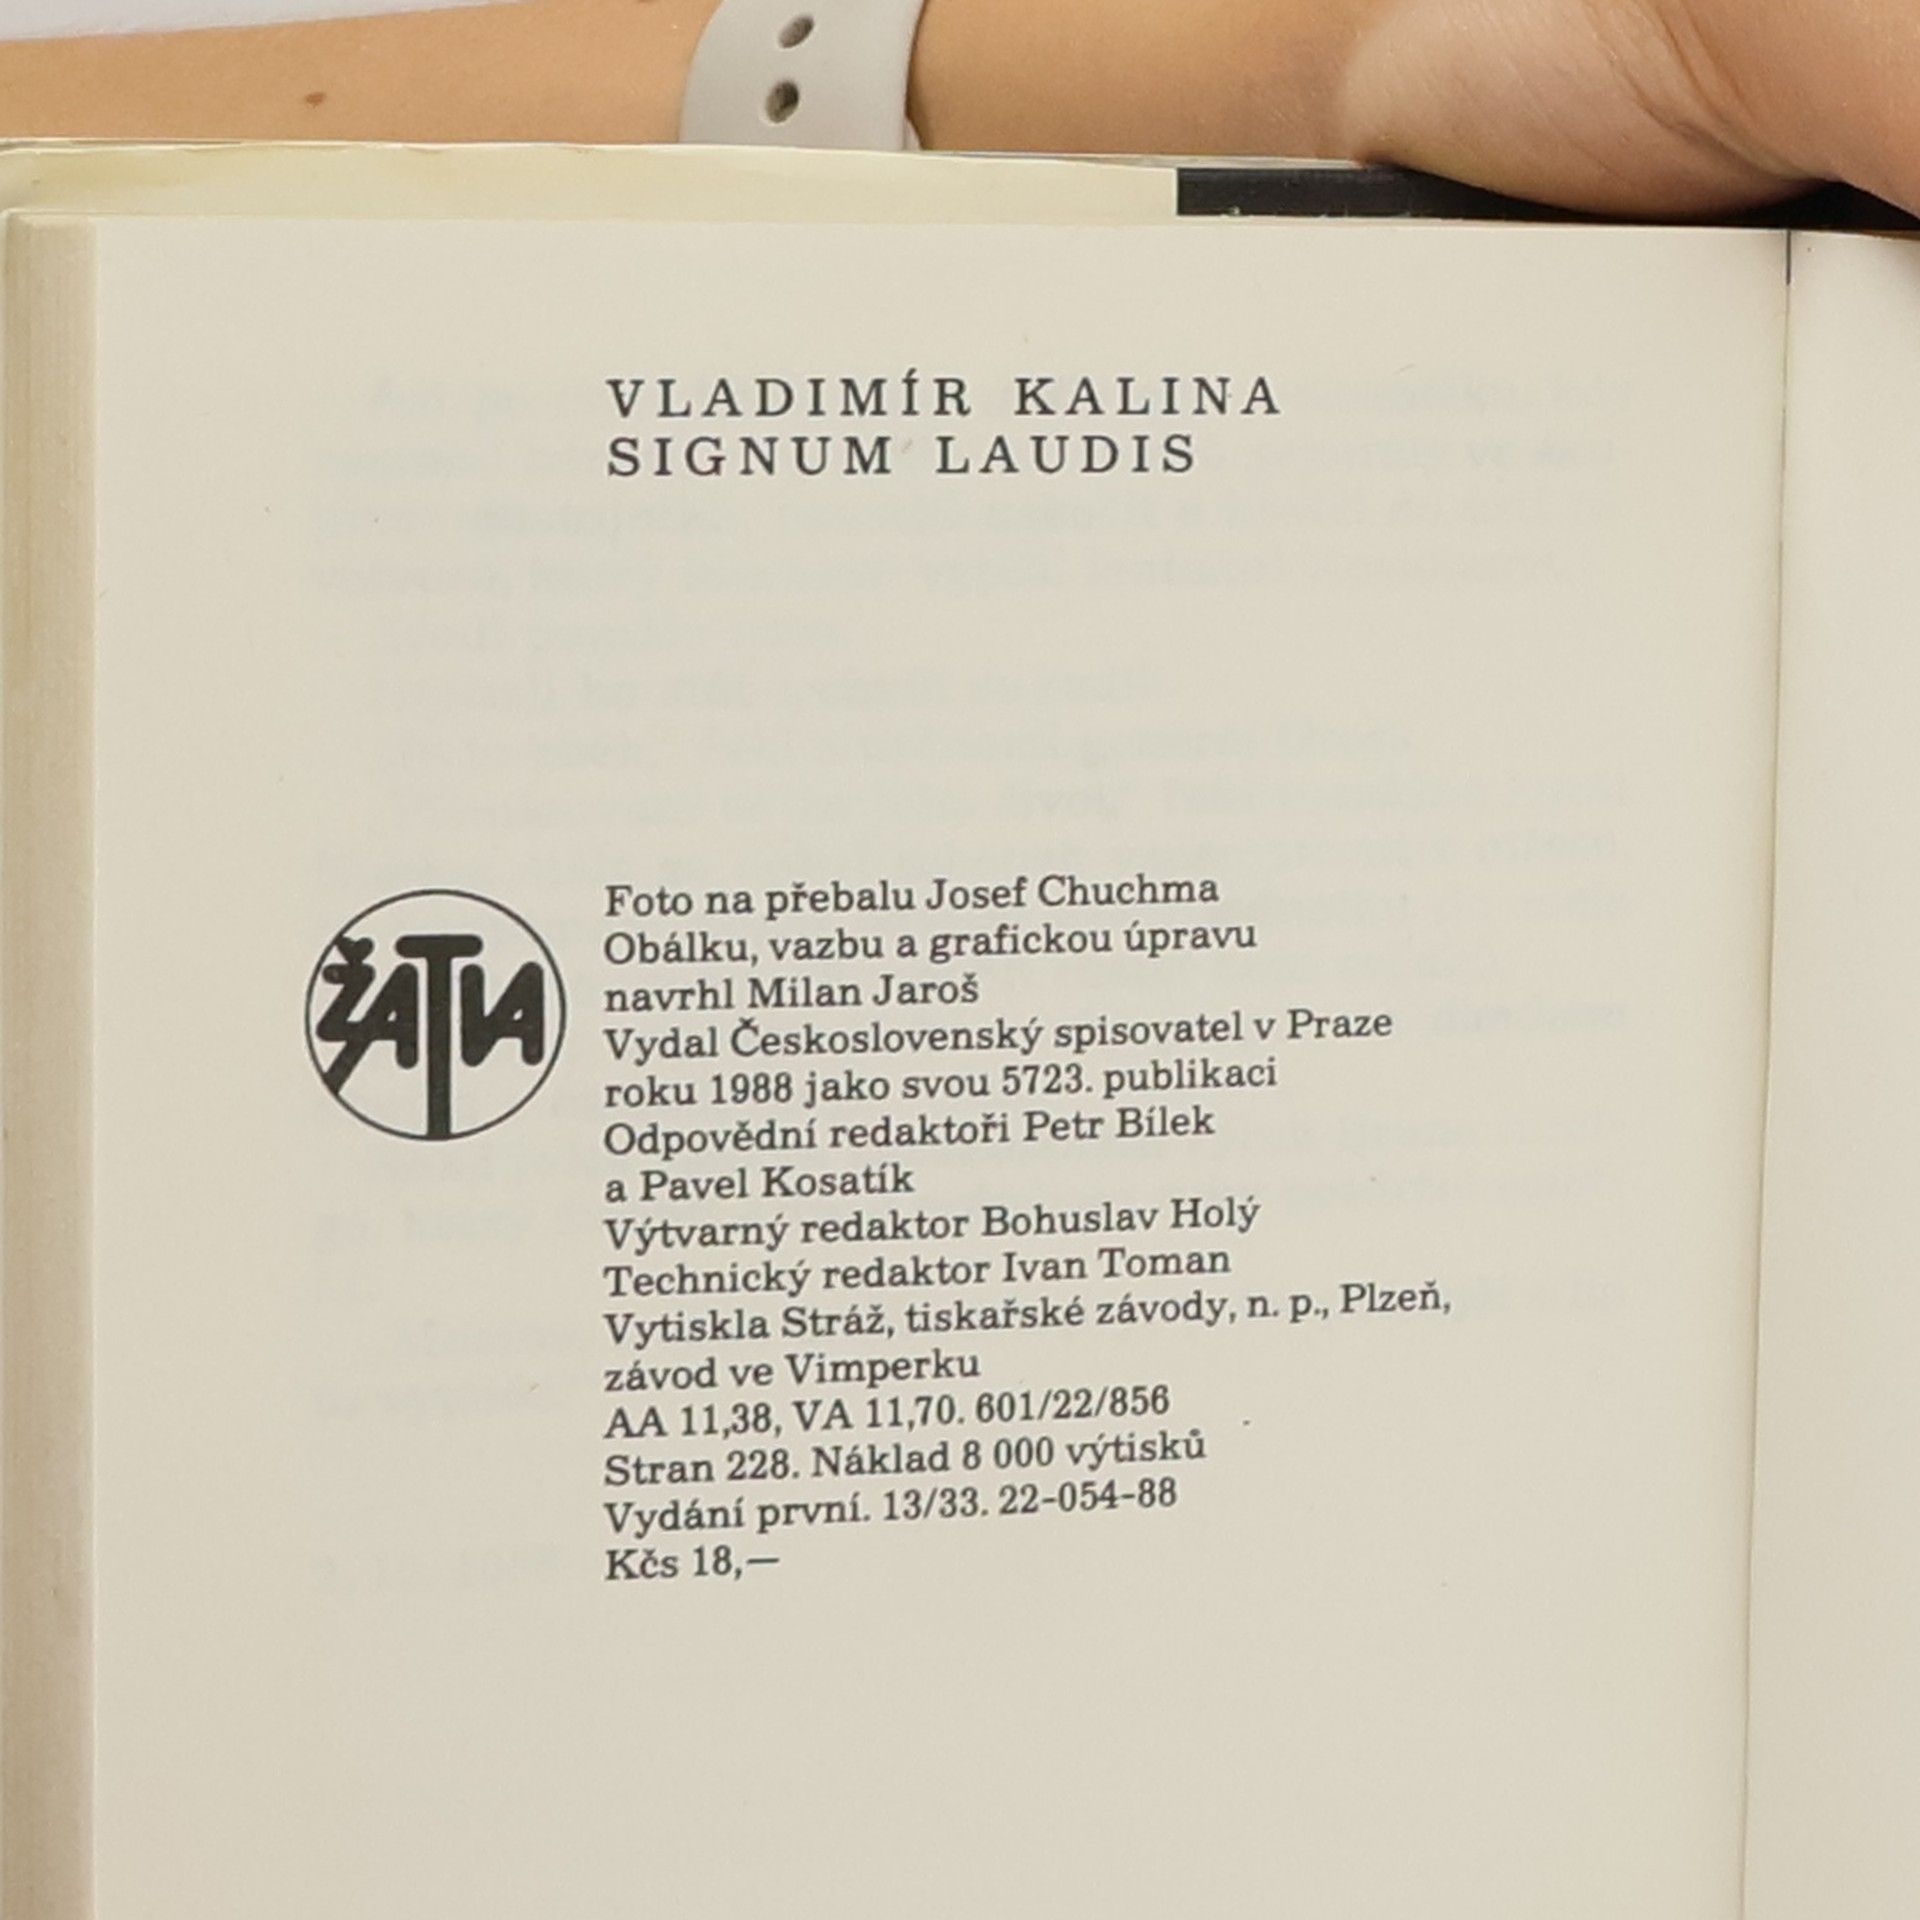 VLADIMÍR KALINA
SIGNUM LAUDIS
ŽATVA
Foto na přebalu Josef Chuchma
Obálku, vazbu a grafickou úpravu
navrhl Milan Jaroš
Vydal Československý spisovatel v Praze
roku 1988 jako svou 5723. publikaci
Odpovědní redaktoři Petr Bílek
a Pavel Kosatík
Výtvarný redaktor Bohuslav Holý
Technický redaktor Ivan Toman
Vytiskla Stráž, tiskařské závody, n. p., Plzeň,
závod ve Vimperku
AA 11,38, VA 11,70. 601/22/856
Stran 228. Náklad 8 000 výtisků
Vydání první. 13/33. 22-054-88
Kčs 18,—